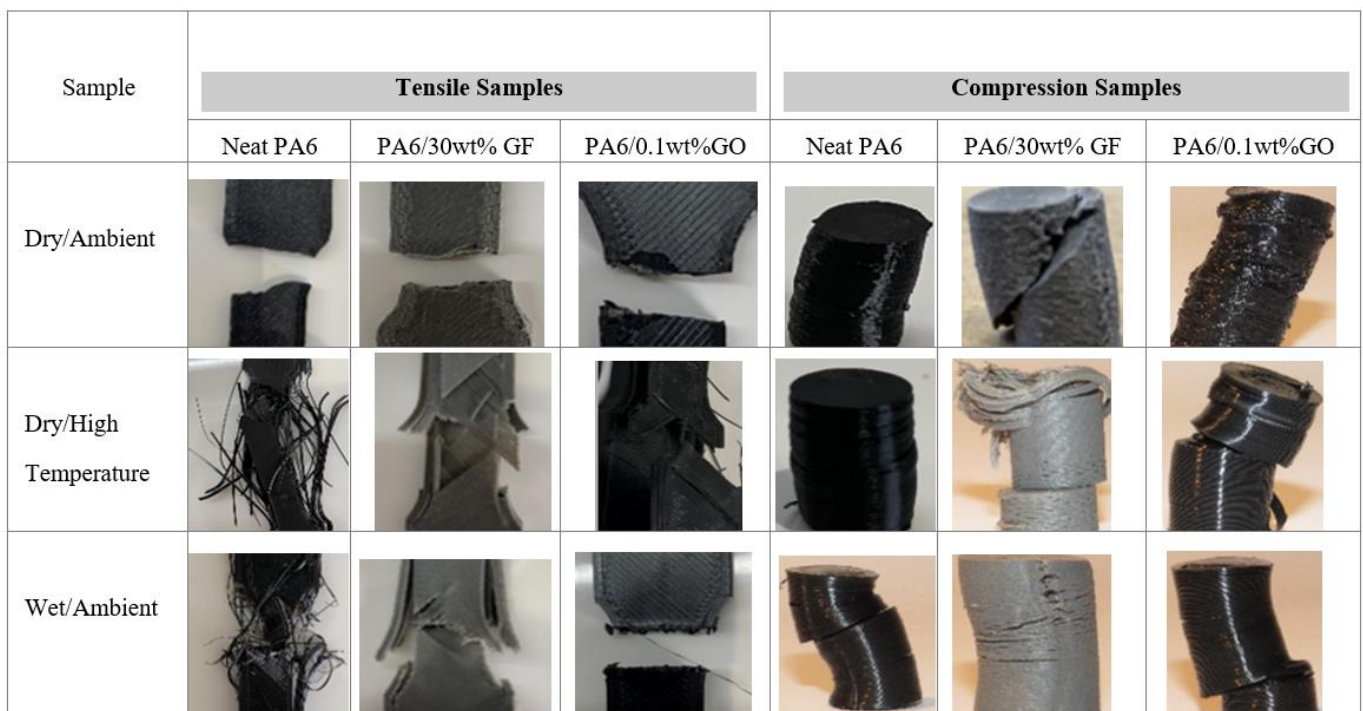 Sample
Tensile Samples
Compression Samples
Neat PA6
PA6/30wt% GF
PA6/0.1wt%GO
Neat PA6
PA6/30wt% GF
PA6/0.1wt%GO
Dry/Ambient
Dry/High
Temperature
Wet/Ambient